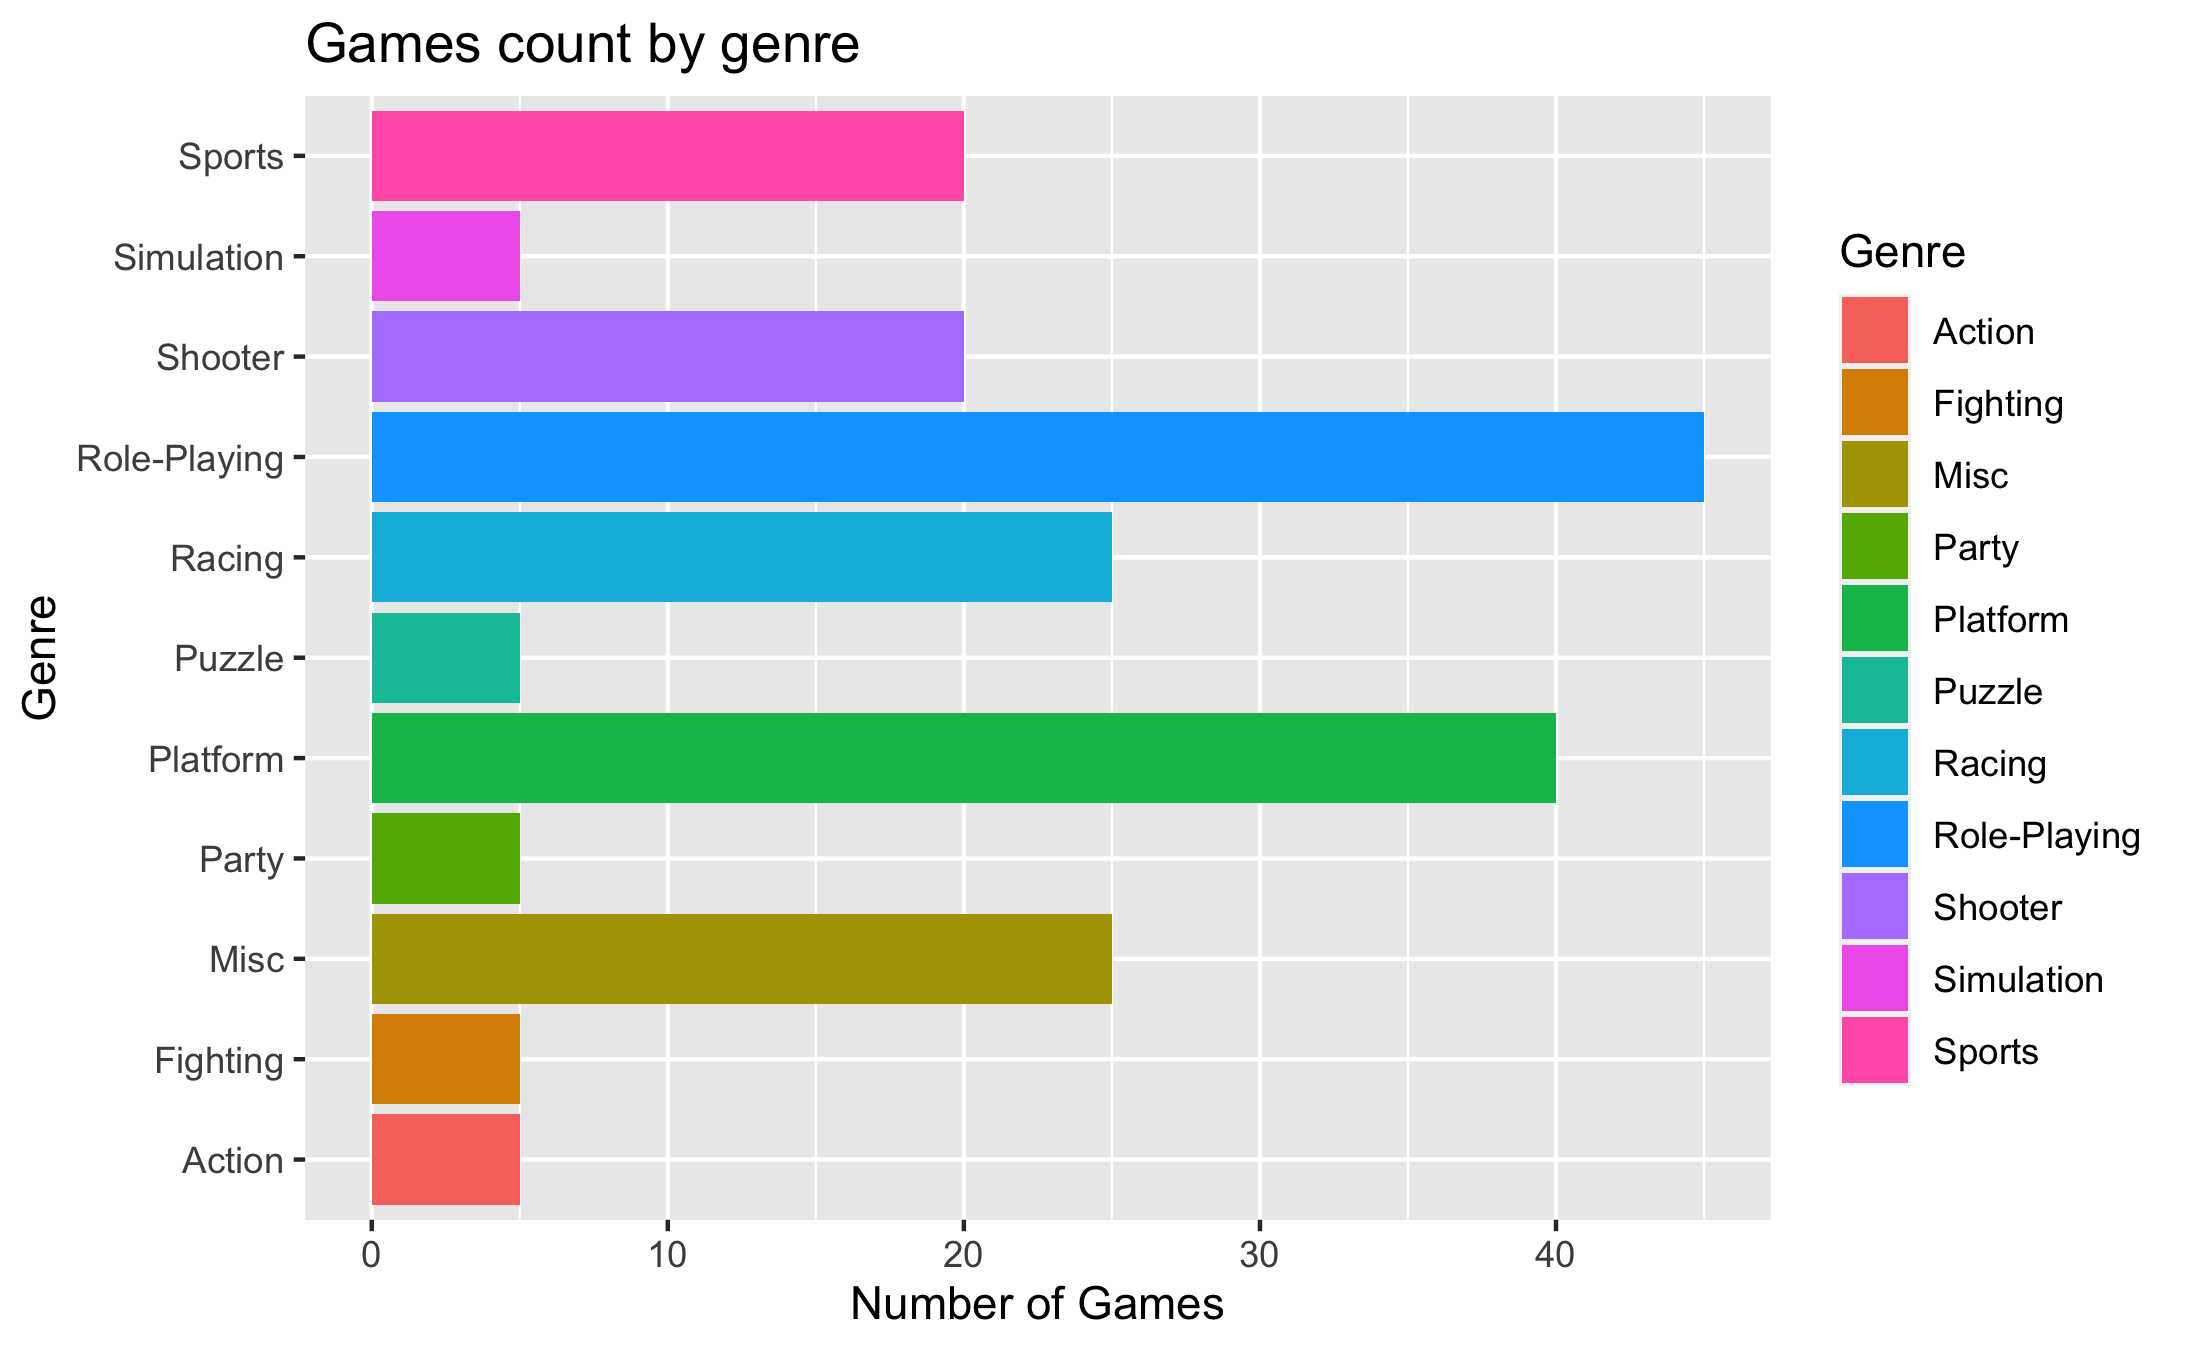 Games count by genre
Sports
Simulation
Shooter
Role-Playing
Racing
Puzzle
Platform
Party
Misc
Fighting
Action
Genre
0 10 20 30 40
Number of Games
Genre
Action
Fighting
Misc
Party
Platform
Puzzle
Racing
Role-Playing
Shooter
Simulation
Sports